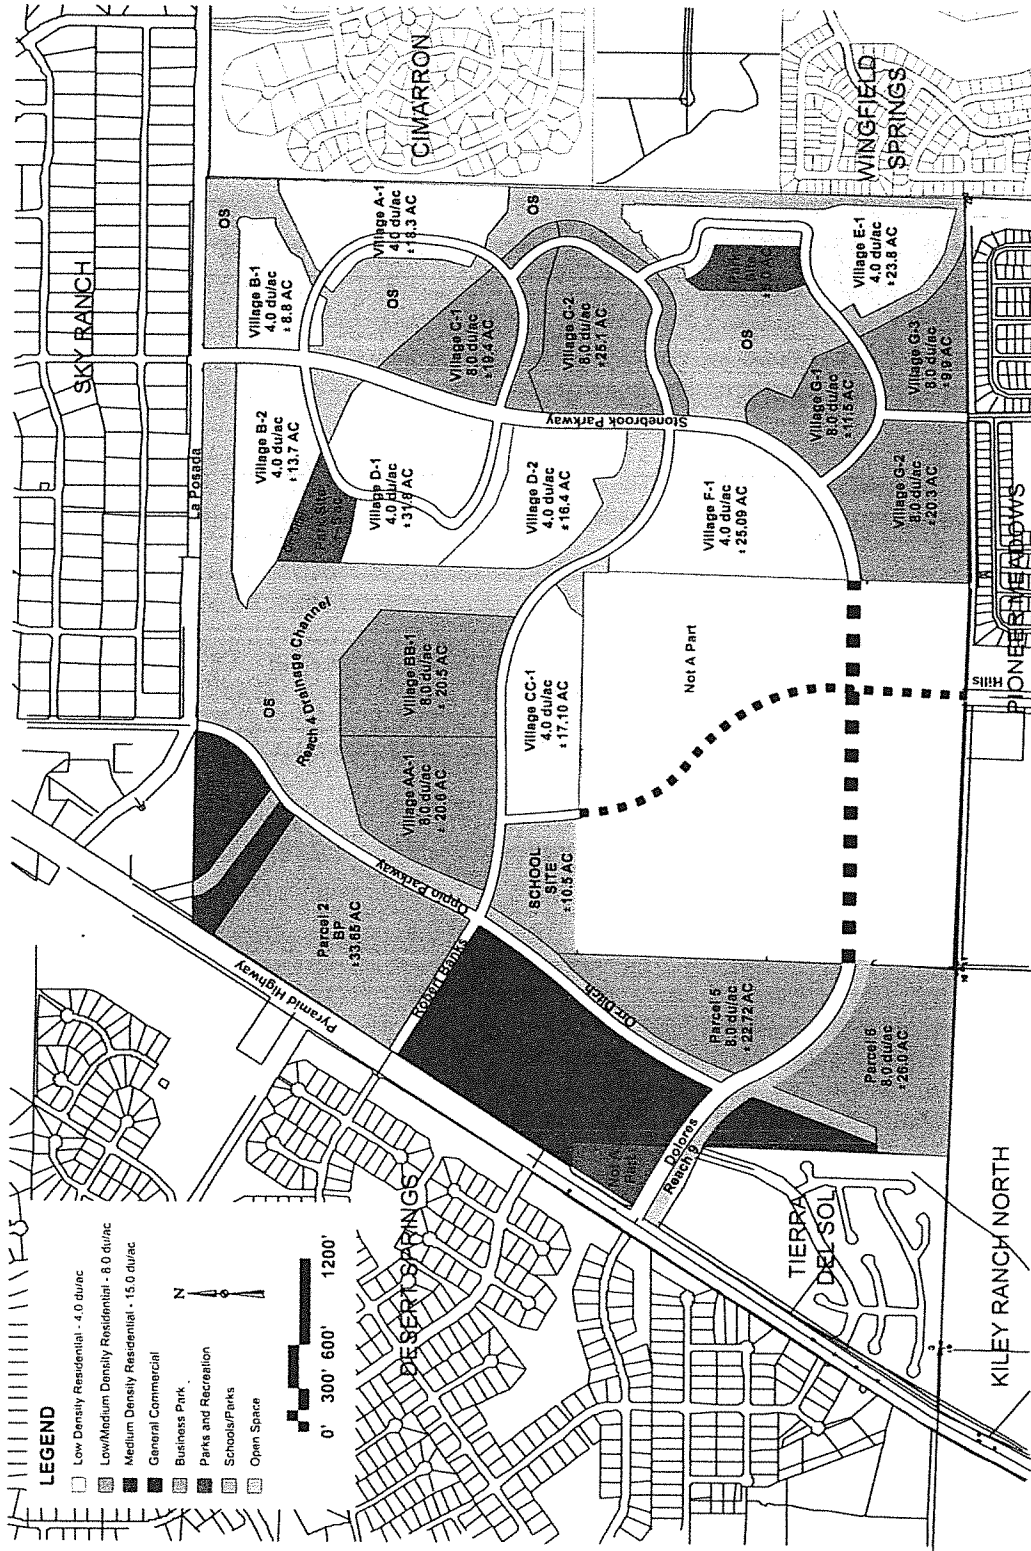 LEGEND
Low Density Residential - 4.0 du/ac
Low/Medium Density Residential - 8.0 du/ac
Medium Density Residential - 15.0 du/ac
General Commercial
Business Park
Parks and Recreation
Schools/Parks
Open Space
N
0' 300' 600' 1200'
SKY RANCH
La Posada
CIMARRON
WINGFIELD
SPRINGS
PIONEER MEADOWS
Hills
KILEY RANCH NORTH
TIERRA
DEL SOL
DESERT SPRINGS
Pyramid Highway
Oppio Parkway
Robert Banks
Orr Ditch
Dolores
Reach 9
Stonebrook Parkway
Reach 4 Drainage Channel
OS
OS
OS
OS
OS
Village A-1
4.0 du/ac
±18.3 AC
Village B-1
4.0 du/ac
± 8.8 AC
Village B-2
4.0 du/ac
±13.7 AC
Village C-1
8.0 du/ac
±19.4 AC
Village C-2
8.0 du/ac
±25.1 AC
Park Site
Village D-1
4.0 du/ac
±31.8 AC
Village D-2
4.0 du/ac
±16.4 AC
Village E-1
4.0 du/ac
±23.8 AC
Village F-1
4.0 du/ac
± 25.09 AC
Village G-1
8.0 du/ac
±11.5 AC
Village G-2
8.0 du/ac
±20.3 AC
Village G-3
8.0 du/ac
±9.9 AC
Village AA-1
8.0 du/ac
± 20.6 AC
Village BB-1
8.0 du/ac
± 20.5 AC
Village CC-1
4.0 du/ac
±17.10 AC
SCHOOL
SITE
±10.5 AC
Not A Part
Not A
Part
Parcel 2
BP
±33.65 AC
Parcel 5
8.0 du/ac
± 22.72 AC
Parcel 6
8.0 du/ac
±26.0 AC